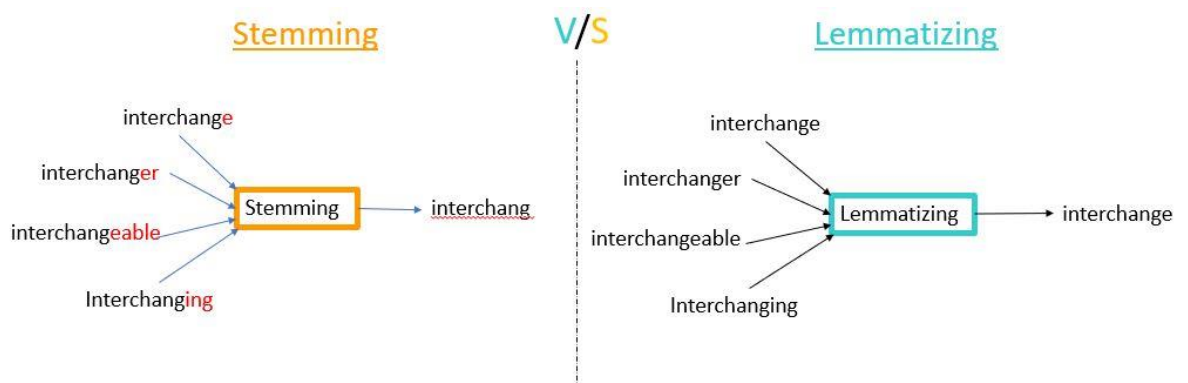 Stemming
V/S
Lemmatizing
interchange
interchanger
interchangeable
Interchanging
Stemming
interchang
interchange
interchanger
interchangeable
Interchanging
Lemmatizing
interchange